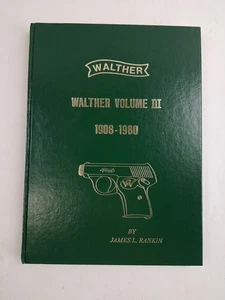 WALTHER
WALTHER VOLUME III
1908-1980
BY
JAMES L. RANKIN